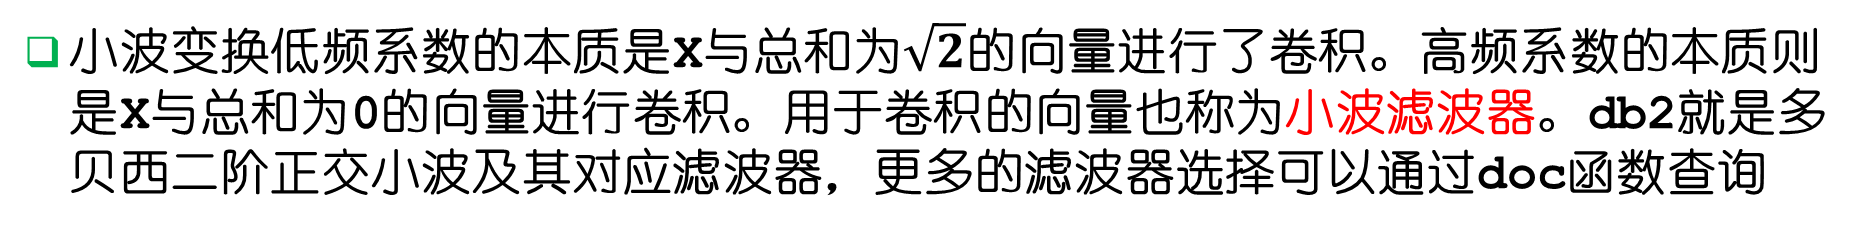 ❑小波变换低频系数的本质是X与总和为√2的向量进行了卷积。高频系数的本质则
是X与总和为0的向量进行卷积。用于卷积的向量也称为小波滤波器。db2就是多
贝西二阶正交小波及其对应滤波器，更多的滤波器选择可以通过doc函数查询